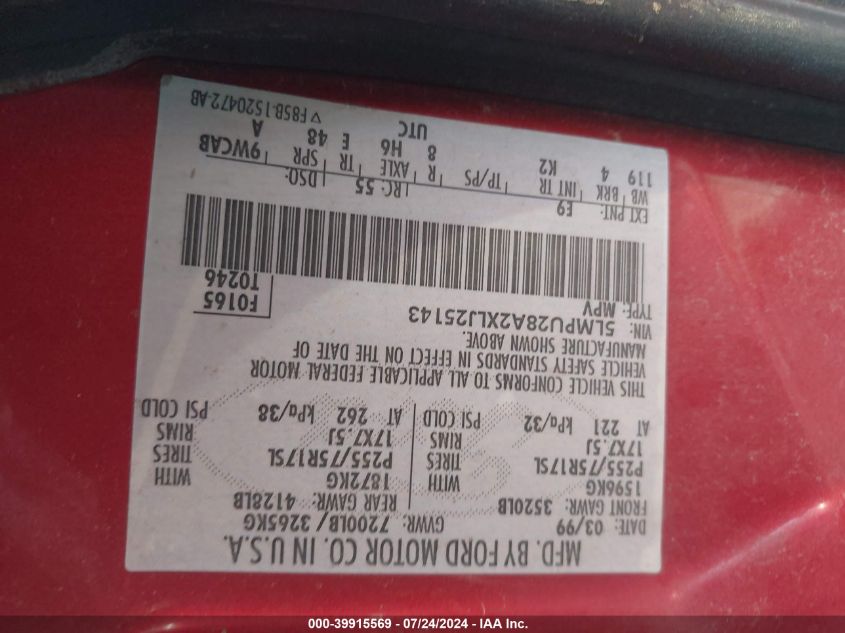 MFD. BY FORD MOTOR CO. IN U.S.A.
DATE: 03/99 GVWR: 7200LB/ 3265KG
FRONT GAWR: 3520LB REAR GAWR: 4128LB
1596KG WITH 1872KG WITH
P255/75R17SL TIRES P255/75R17SL TIRES
17X7.5J RIMS 17X7.5J RIMS
AT 221 kPa/32 PSI COLD AT 262 kPa/38 PSI COLD
THIS VEHICLE CONFORMS TO ALL APPLICABLE FEDERAL MOTOR
VEHICLE SAFETY STANDARDS IN EFFECT ON THE DATE OF
MANUFACTURE SHOWN ABOVE.
VIN: 5LMPU28A2XLJ25143 F0165
TYPE: MPV T0246
EXT PNT: E9 RC: 55 DSO:
WB BRK INT TR TP/PS R AXLE TR SPR 9WCAB
119 4 K2 8 H6 E 48 A
UTC
▽ F85B-1520472-AB
000-39915569 - 07/24/2024 - IAA Inc.